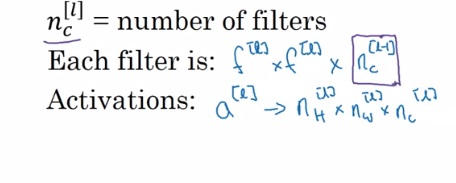 n_c^[l] = number of filters
Each filter is: f^[l] × f^[l] × n_c^[l-1]
Activations: a^[l] → n_H^[l] × n_W^[l] × n_c^[l]